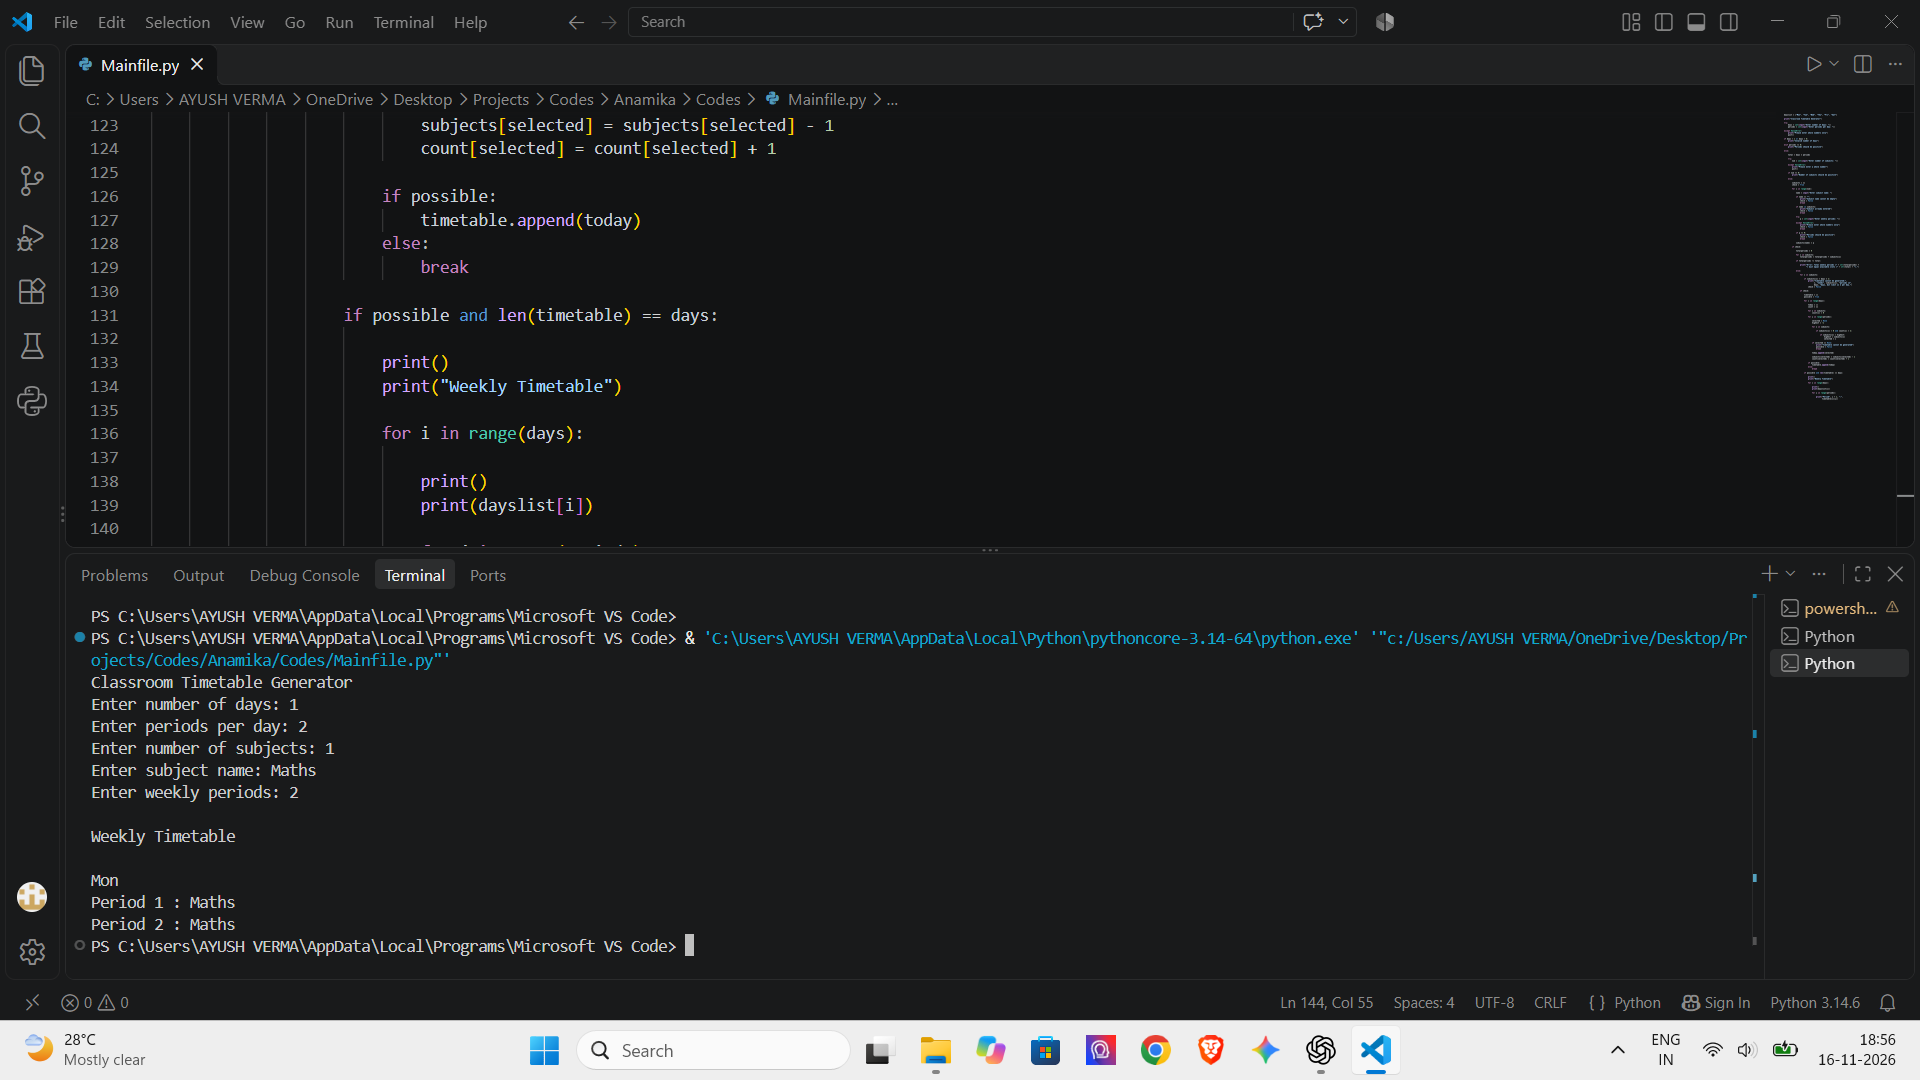 File Edit Selection View Go Run Terminal Help
Search
Mainfile.py
C: > Users > AYUSH VERMA > OneDrive > Desktop > Projects > Codes > Anamika > Codes > Mainfile.py > ...
123 subjects[selected] = subjects[selected] - 1
124 count[selected] = count[selected] + 1
125
126 if possible:
127 timetable.append(today)
128 else:
129 break
130
131 if possible and len(timetable) == days:
132
133 print()
134 print("Weekly Timetable")
135
136 for i in range(days):
137
138 print()
139 print(dayslist[i])
140
Problems Output Debug Console Terminal Ports
PS C:\Users\AYUSH VERMA\AppData\Local\Programs\Microsoft VS Code>
PS C:\Users\AYUSH VERMA\AppData\Local\Programs\Microsoft VS Code> & 'C:\Users\AYUSH VERMA\AppData\Local\Python\pythoncore-3.14-64\python.exe' '"c:/Users/AYUSH VERMA/OneDrive/Desktop/Pr
ojects/Codes/Anamika/Codes/Mainfile.py"'
Classroom Timetable Generator
Enter number of days: 1
Enter periods per day: 2
Enter number of subjects: 1
Enter subject name: Maths
Enter weekly periods: 2
Weekly Timetable
Mon
Period 1 : Maths
Period 2 : Maths
PS C:\Users\AYUSH VERMA\AppData\Local\Programs\Microsoft VS Code>
powersh...
Python
Python
0 0
Ln 144, Col 55 Spaces: 4 UTF-8 CRLF { } Python Sign In Python 3.14.6
28°C
Mostly clear
Search
ENG
IN
18:56
16-11-2026